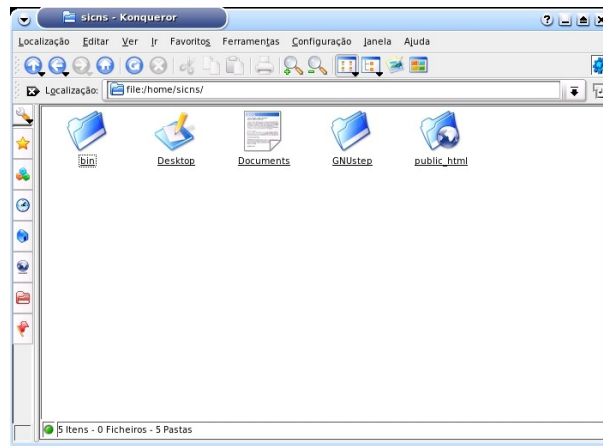 sicns - Konqueror
Localização Editar Ver Ir Favoritos Ferramentas Configuração Janela Ajuda
Localização: file:/home/sicns/
bin Desktop Documents GNUstep public_html
5 Itens - 0 Ficheiros - 5 Pastas